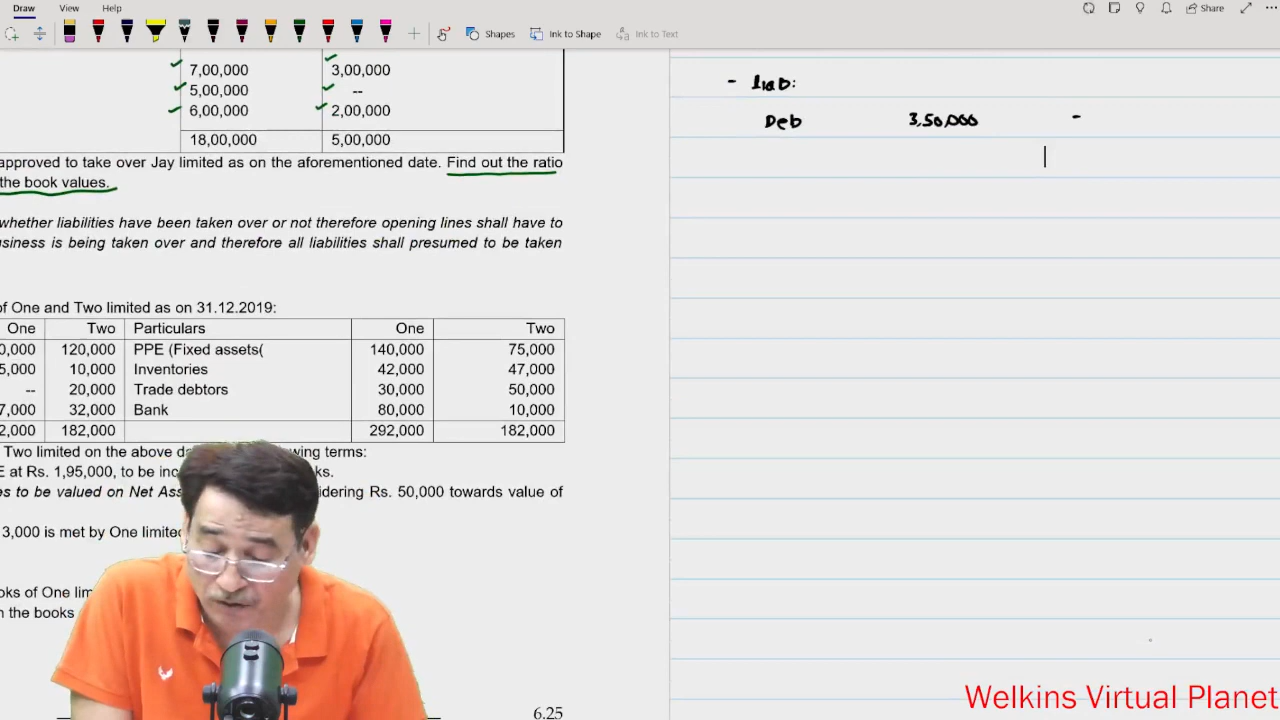 Draw View Help
Share
Shapes Ink to Shape Ink to Text
7,00,000 3,00,000
5,00,000 --
6,00,000 2,00,000
18,00,000 5,00,000
approved to take over Jay limited as on the aforementioned date. Find out the ratio
the book values.
whether liabilities have been taken over or not therefore opening lines shall have to
usiness is being taken over and therefore all liabilities shall presumed to be taken
of One and Two limited as on 31.12.2019:
One Two Particulars One Two
0,000 120,000 PPE (Fixed assets( 140,000 75,000
5,000 10,000 Inventories 42,000 47,000
-- 20,000 Trade debtors 30,000 50,000
7,000 32,000 Bank 80,000 10,000
2,000 182,000 292,000 182,000
Two limited on the above da wing terms:
E at Rs. 1,95,000, to be inc ks.
es to be valued on Net Ass idering Rs. 50,000 towards value of
3,000 is met by One limited
ooks of One lim
n the books
6.25
- liab:
Deb 3,50,000 -
Welkins Virtual Planet